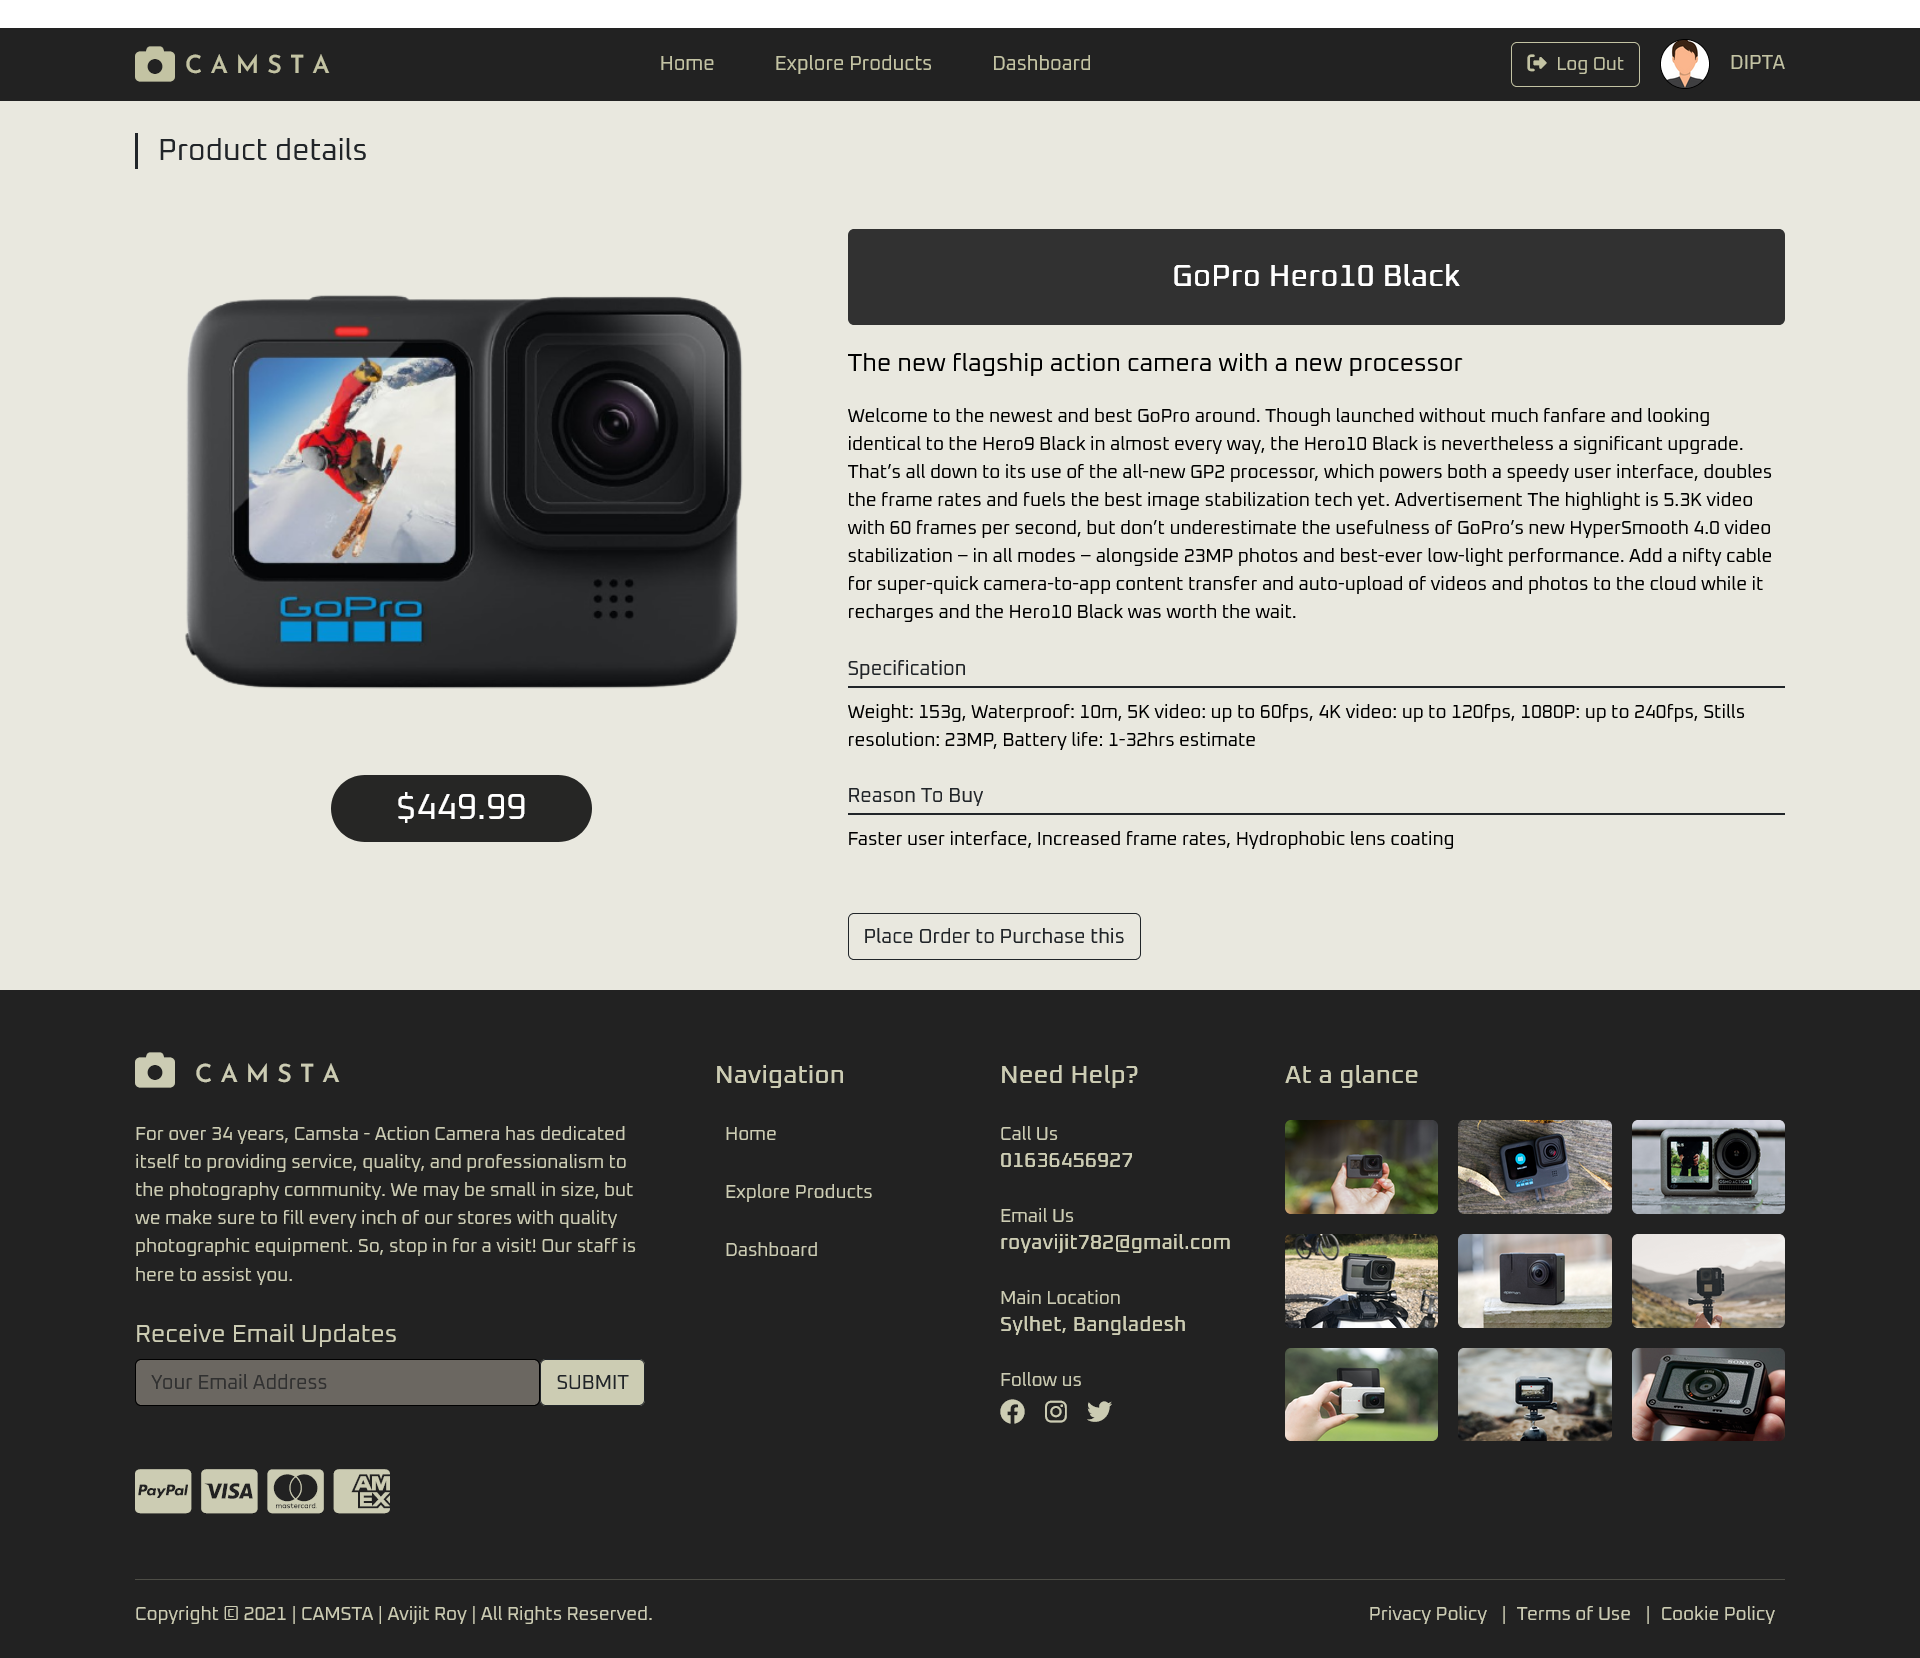 CAMSTA
Home
Explore Products
Dashboard
Log Out
DIPTA
Product details
GoPro
$449.99
GoPro Hero10 Black
The new flagship action camera with a new processor
Welcome to the newest and best GoPro around. Though launched without much fanfare and looking
identical to the Hero9 Black in almost every way, the Hero10 Black is nevertheless a significant upgrade.
That’s all down to its use of the all-new GP2 processor, which powers both a speedy user interface, doubles
the frame rates and fuels the best image stabilization tech yet. Advertisement The highlight is 5.3K video
with 60 frames per second, but don’t underestimate the usefulness of GoPro’s new HyperSmooth 4.0 video
stabilization – in all modes – alongside 23MP photos and best-ever low-light performance. Add a nifty cable
for super-quick camera-to-app content transfer and auto-upload of videos and photos to the cloud while it
recharges and the Hero10 Black was worth the wait.
Specification
Weight: 153g, Waterproof: 10m, 5K video: up to 60fps, 4K video: up to 120fps, 1080P: up to 240fps, Stills
resolution: 23MP, Battery life: 1-32hrs estimate
Reason To Buy
Faster user interface, Increased frame rates, Hydrophobic lens coating
Place Order to Purchase this
CAMSTA
For over 34 years, Camsta - Action Camera has dedicated
itself to providing service, quality, and professionalism to
the photography community. We may be small in size, but
we make sure to fill every inch of our stores with quality
photographic equipment. So, stop in for a visit! Our staff is
here to assist you.
Receive Email Updates
Your Email Address
SUBMIT
PayPal
VISA
mastercard
AM
EX
Navigation
Home
Explore Products
Dashboard
Need Help?
Call Us
01636456927
Email Us
royavijit782@gmail.com
Main Location
Sylhet, Bangladesh
Follow us
At a glance
OSMO ACTION
SONY
Copyright © 2021 | CAMSTA | Avijit Roy | All Rights Reserved.
Privacy Policy | Terms of Use | Cookie Policy